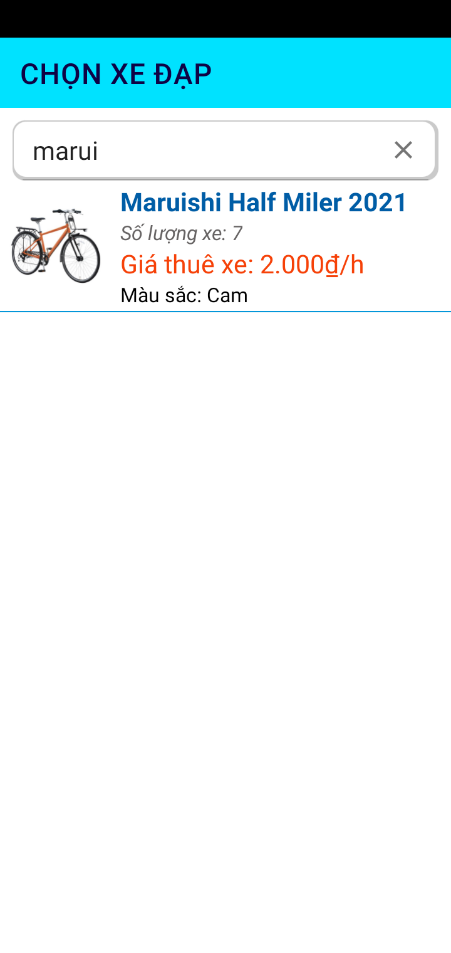 CHỌN XE ĐẠP
marui
Maruishi Half Miler 2021
Số lượng xe: 7
Giá thuê xe: 2.000₫/h
Màu sắc: Cam